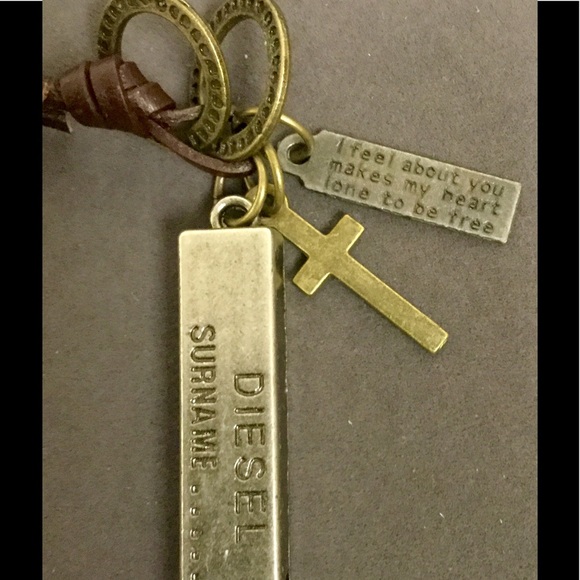 I feel about you
makes my heart
lone to be free
DIESEL
SURNAME.....